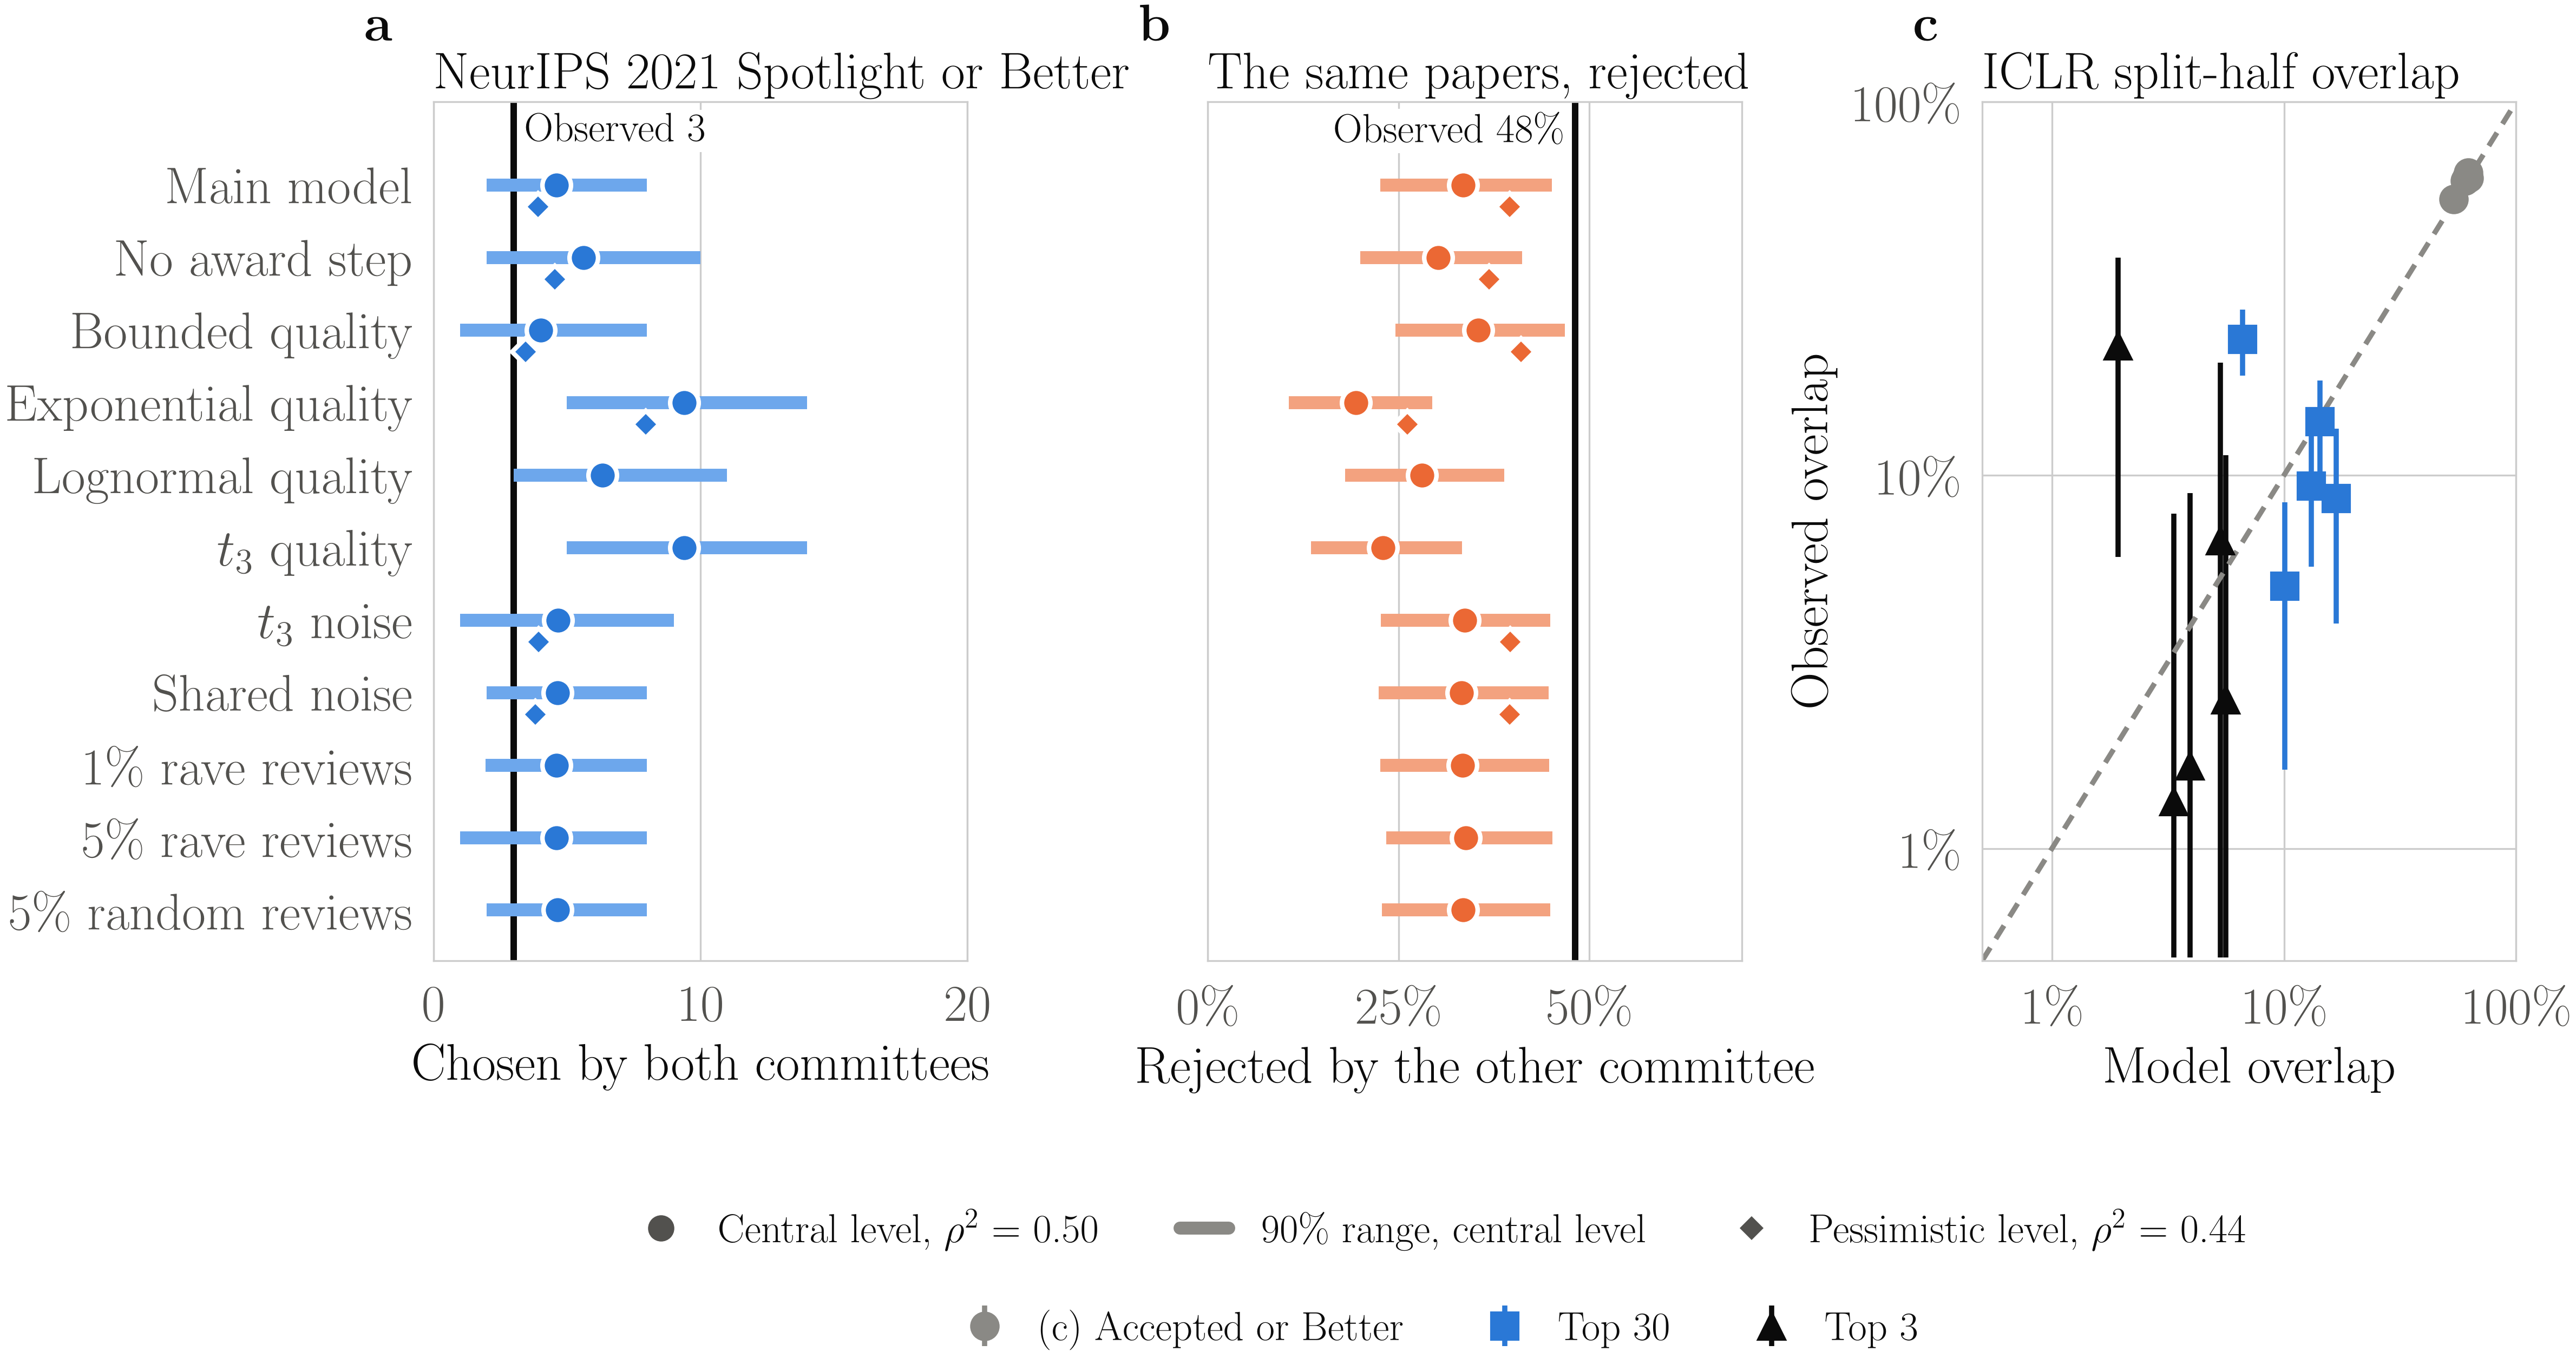 a
NeurIPS 2021 Spotlight or Better
Observed 3
Main model
No award step
Bounded quality
Exponential quality
Lognormal quality
t₃ quality
t₃ noise
Shared noise
1% rave reviews
5% rave reviews
5% random reviews
0 10 20
Chosen by both committees
b
The same papers, rejected
Observed 48%
0% 25% 50%
Rejected by the other committee
c
ICLR split-half overlap
100%
10%
1%
Observed overlap
1% 10% 100%
Model overlap
Central level, ρ² = 0.50
90% range, central level
Pessimistic level, ρ² = 0.44
(c) Accepted or Better
Top 30
Top 3